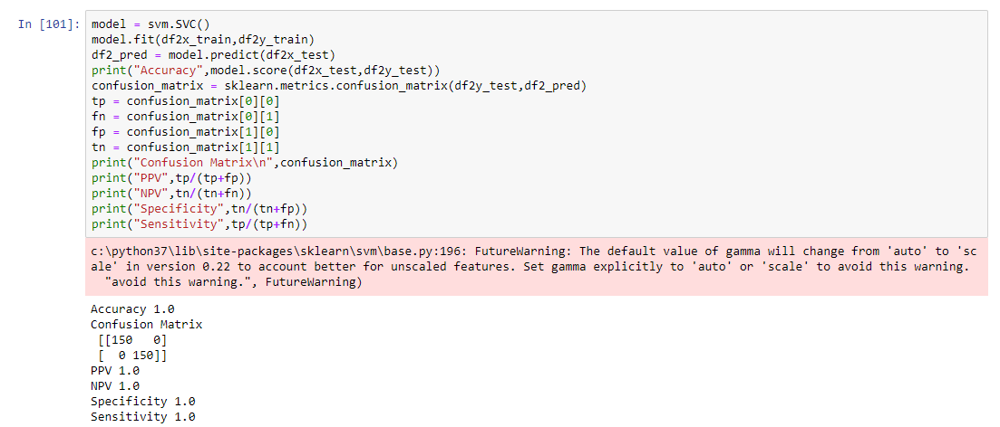 In [101]: model = svm.SVC()
model.fit(df2x_train,df2y_train)
df2_pred = model.predict(df2x_test)
print("Accuracy",model.score(df2x_test,df2y_test))
confusion_matrix = sklearn.metrics.confusion_matrix(df2y_test,df2_pred)
tp = confusion_matrix[0][0]
fn = confusion_matrix[0][1]
fp = confusion_matrix[1][0]
tn = confusion_matrix[1][1]
print("Confusion Matrix\n",confusion_matrix)
print("PPV",tp/(tp+fp))
print("NPV",tn/(tn+fn))
print("Specificity",tn/(tn+fp))
print("Sensitivity",tp/(tp+fn))
c:\python37\lib\site-packages\sklearn\svm\base.py:196: FutureWarning: The default value of gamma will change from 'auto' to 'sc
ale' in version 0.22 to account better for unscaled features. Set gamma explicitly to 'auto' or 'scale' to avoid this warning.
  "avoid this warning.", FutureWarning)
Accuracy 1.0
Confusion Matrix
 [[150   0]
 [  0 150]]
PPV 1.0
NPV 1.0
Specificity 1.0
Sensitivity 1.0